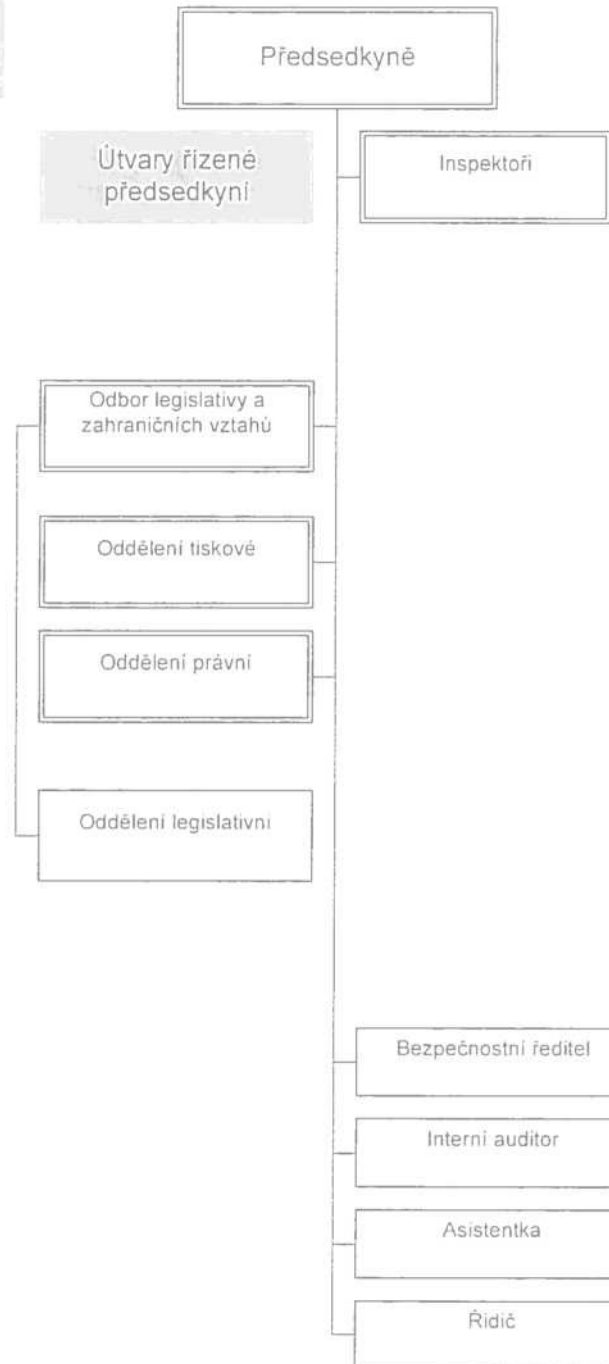 Předsedkyně
Útvary řízené
předsedkyní
Inspektoři
Odbor legislativy a
zahraničních vztahů
Oddělení tiskové
Oddělení právní
Oddělení legislativní
Bezpečnostní ředitel
Interní auditor
Asistentka
Řidič